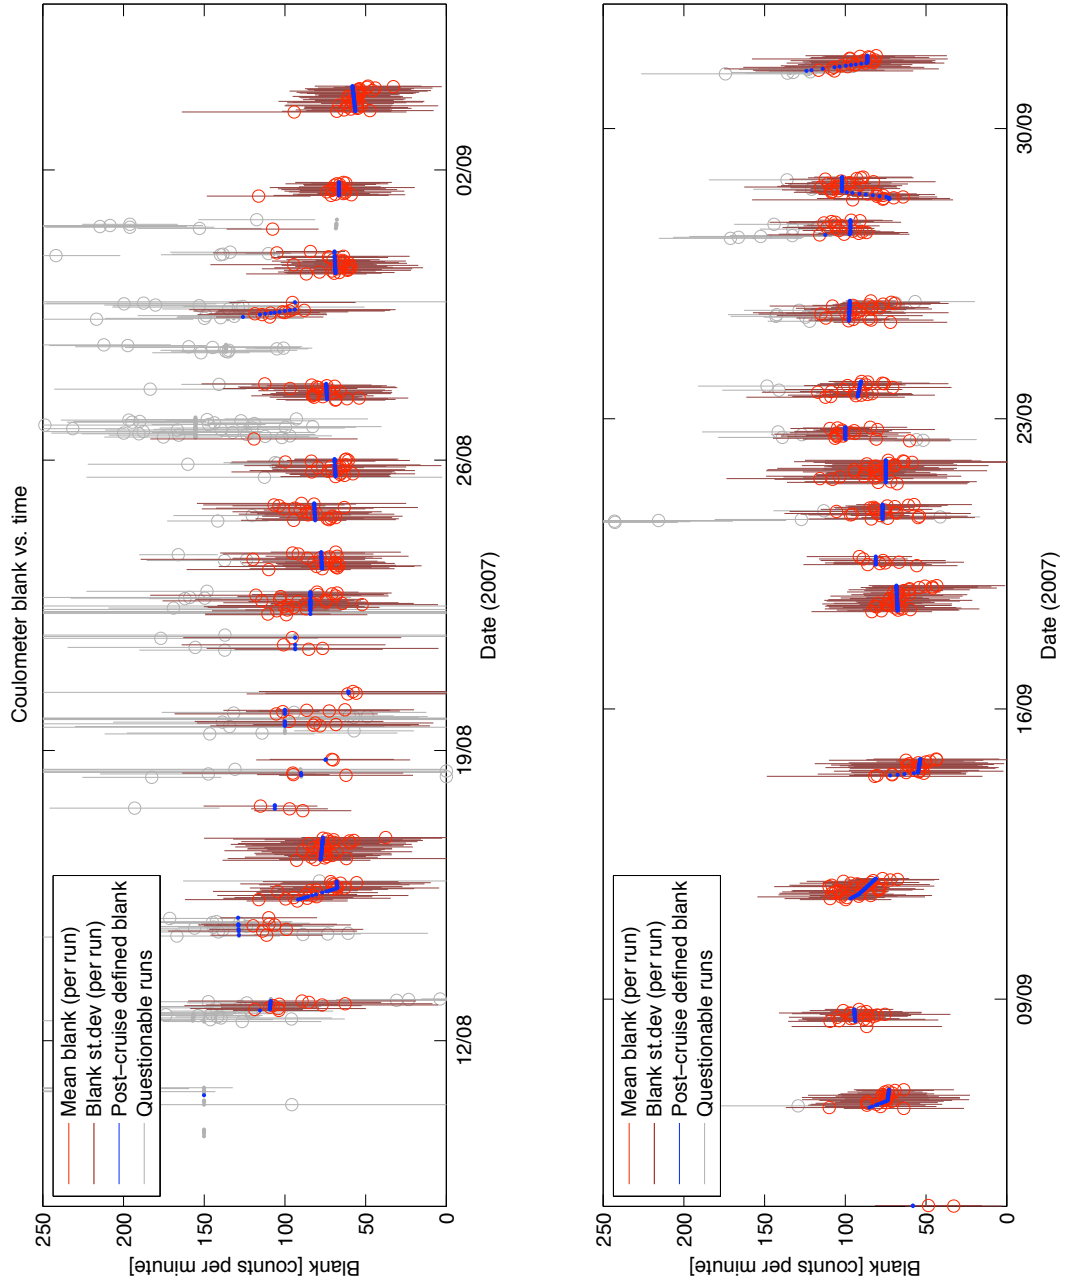 Coulometer blank vs. time
Blank [counts per minute]
250
200
150
100
50
0
Mean blank (per run)
Blank st.dev (per run)
Post−cruise defined blank
Questionable runs
12/08
19/08
26/08
02/09
Date (2007)
Blank [counts per minute]
250
200
150
100
50
0
Mean blank (per run)
Blank st.dev (per run)
Post−cruise defined blank
Questionable runs
09/09
16/09
23/09
30/09
Date (2007)